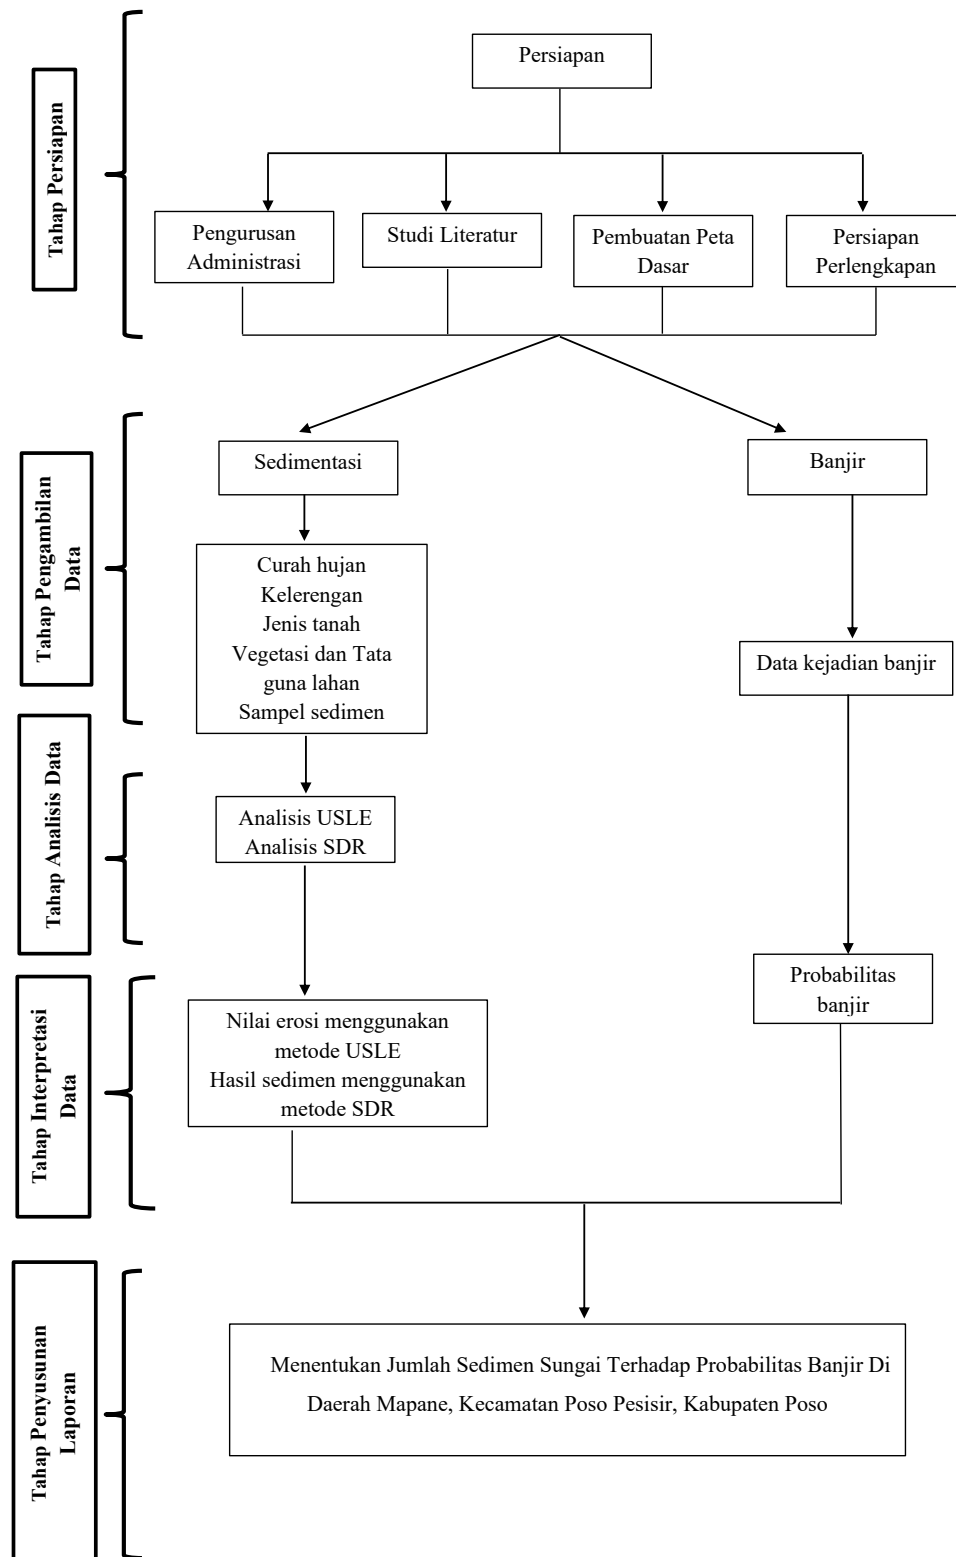 Tahap Persiapan
Persiapan
Pengurusan
Administrasi
Studi Literatur
Pembuatan Peta
Dasar
Persiapan
Perlengkapan
Tahap Pengambilan
Data
Sedimentasi
Banjir
Curah hujan
Kelerengan
Jenis tanah
Vegetasi dan Tata
guna lahan
Sampel sedimen
Data kejadian banjir
Tahap Analisis Data
Analisis USLE
Analisis SDR
Probabilitas
banjir
Tahap Interpretasi
Data
Nilai erosi menggunakan
metode USLE
Hasil sedimen menggunakan
metode SDR
Tahap Penyusunan
Laporan
Menentukan Jumlah Sedimen Sungai Terhadap Probabilitas Banjir Di
Daerah Mapane, Kecamatan Poso Pesisir, Kabupaten Poso